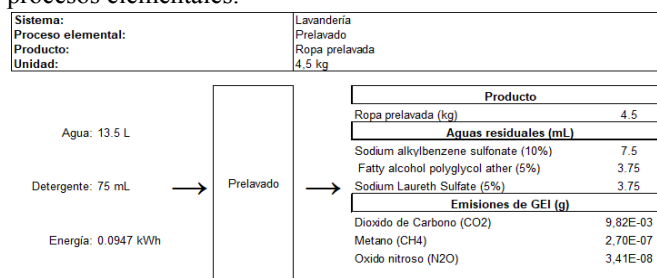 procesos elementales.
Sistema: Lavandería
Proceso elemental: Prelavado
Producto: Ropa prelavada
Unidad: 4,5 kg
Producto
Ropa prelavada (kg) 4.5
Agua: 13.5 L
Aguas residuales (mL)
Sodium alkylbenzene sulfonate (10%) 7.5
Fatty alcohol polyglycol ather (5%) 3.75
Detergente: 75 mL → Prelavado → Sodium Laureth Sulfate (5%) 3.75
Emisiones de GEI (g)
Dioxido de Carbono (CO2) 9,82E-03
Energía: 0.0947 kWh Metano (CH4) 2,70E-07
Oxido nitroso (N2O) 3,41E-08